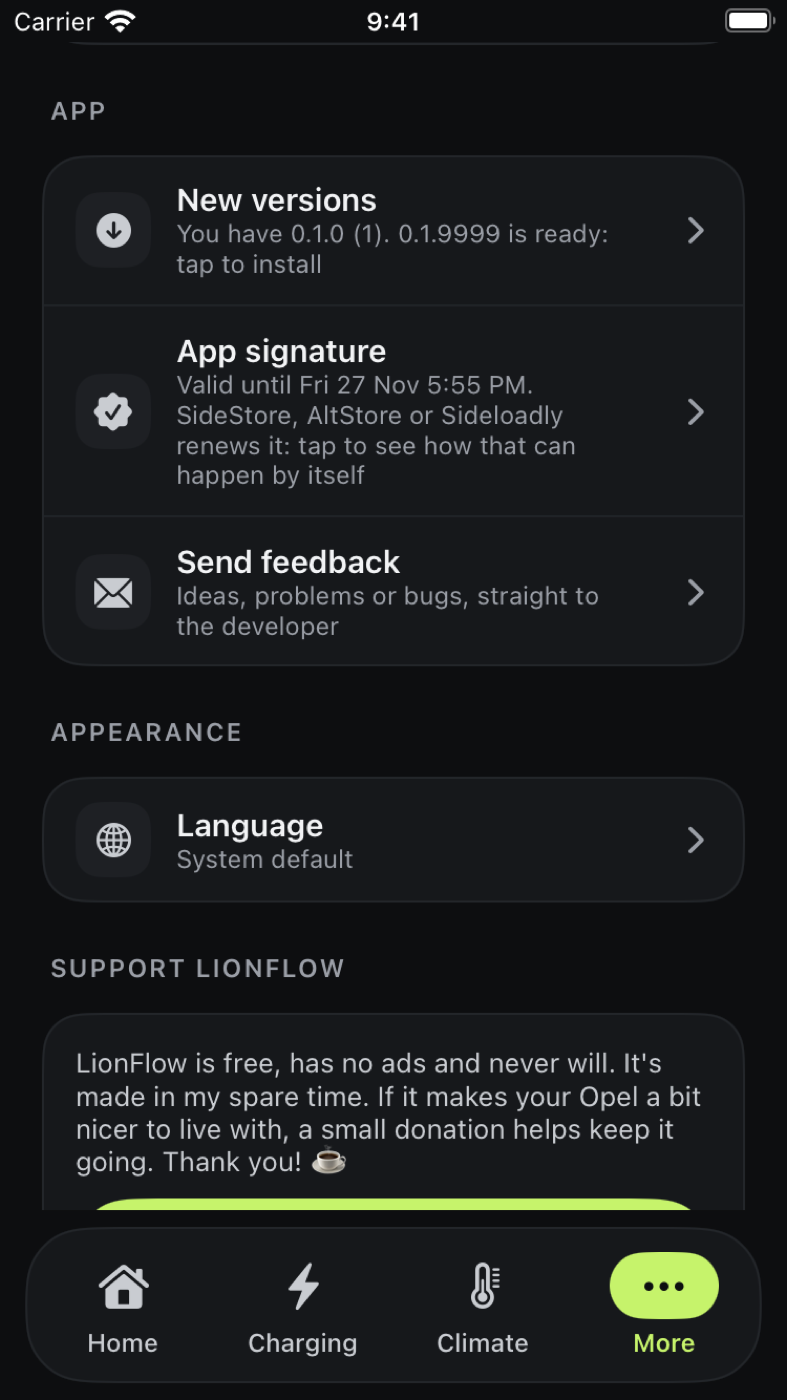 Carrier 9:41
APP
New versions
You have 0.1.0 (1). 0.1.9999 is ready:
tap to install
App signature
Valid until Fri 27 Nov 5:55 PM.
SideStore, AltStore or Sideloadly
renews it: tap to see how that can
happen by itself
Send feedback
Ideas, problems or bugs, straight to
the developer
APPEARANCE
Language
System default
SUPPORT LIONFLOW
LionFlow is free, has no ads and never will. It's
made in my spare time. If it makes your Opel a bit
nicer to live with, a small donation helps keep it
going. Thank you! ☕
Home Charging Climate More